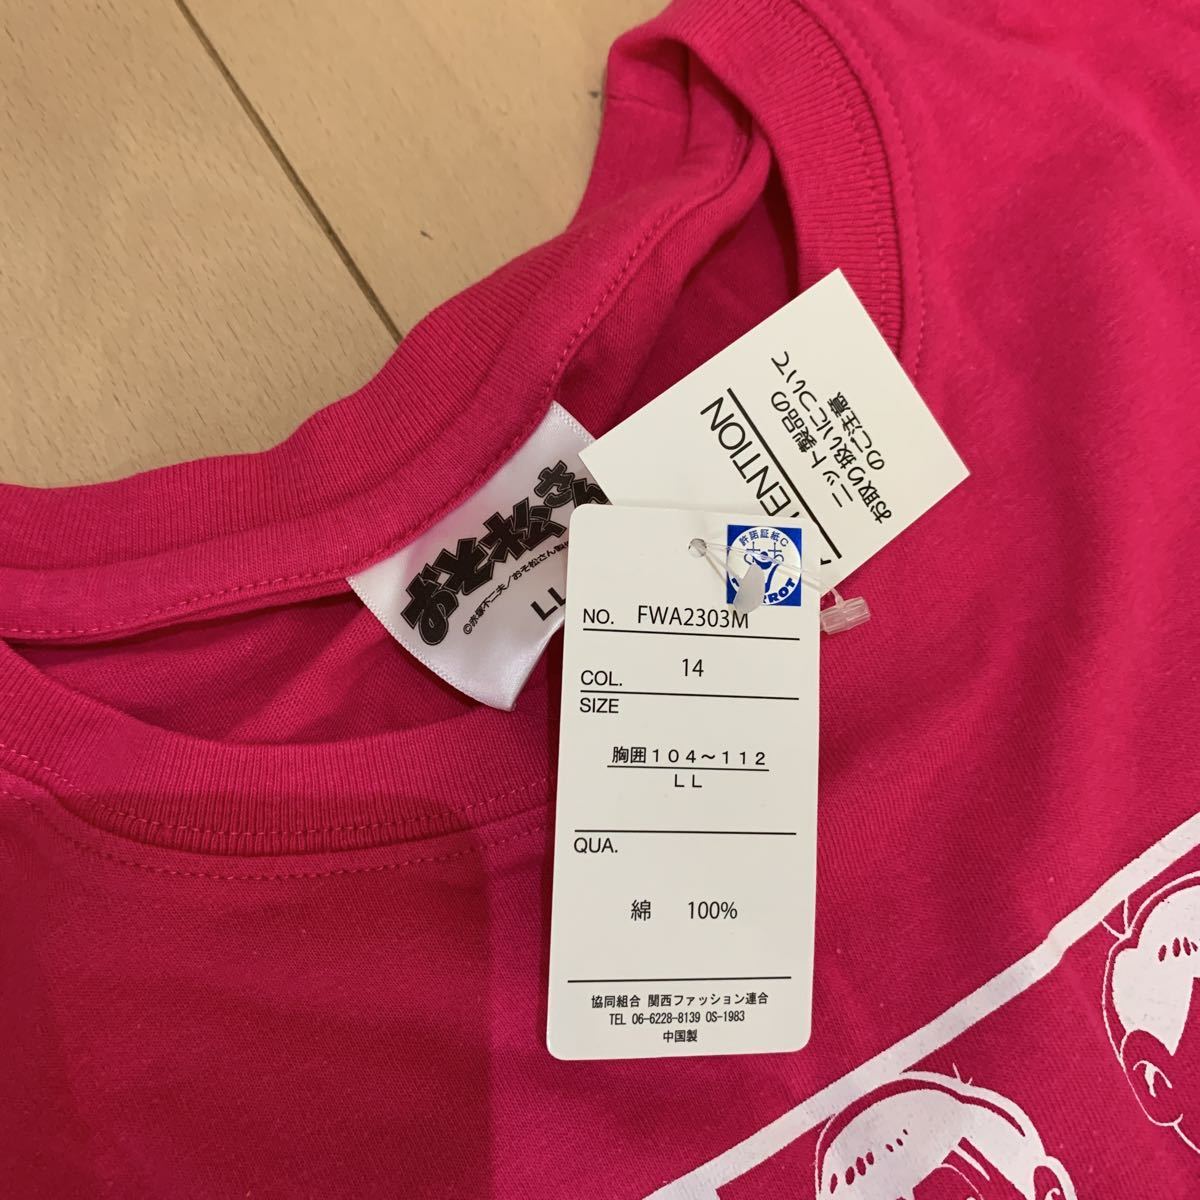 おそ松さん
©赤塚不二夫／おそ松さん製
LL
ATTENTION
ニット製品の
お取り扱いについて
のご注意
許諾証紙C
NO. FWA2303M
COL. 14
SIZE
胸囲１０４～１１２
ＬＬ
QUA.
綿 100%
協同組合 関西ファッション連合
TEL 06-6228-8139 OS-1983
中国製